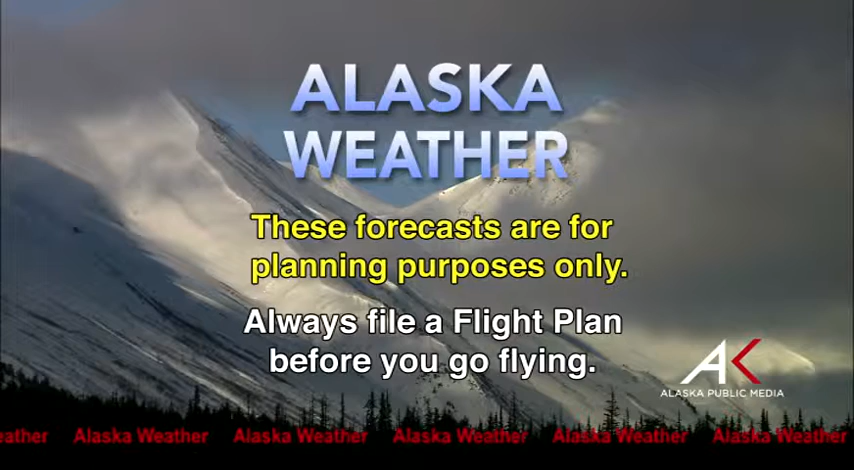 ALASKA
WEATHER
These forecasts are for
planning purposes only.
Always file a Flight Plan
before you go flying.
AK
ALASKA PUBLIC MEDIA
eather Alaska Weather Alaska Weather Alaska Weather Alaska Weather Alaska Weather